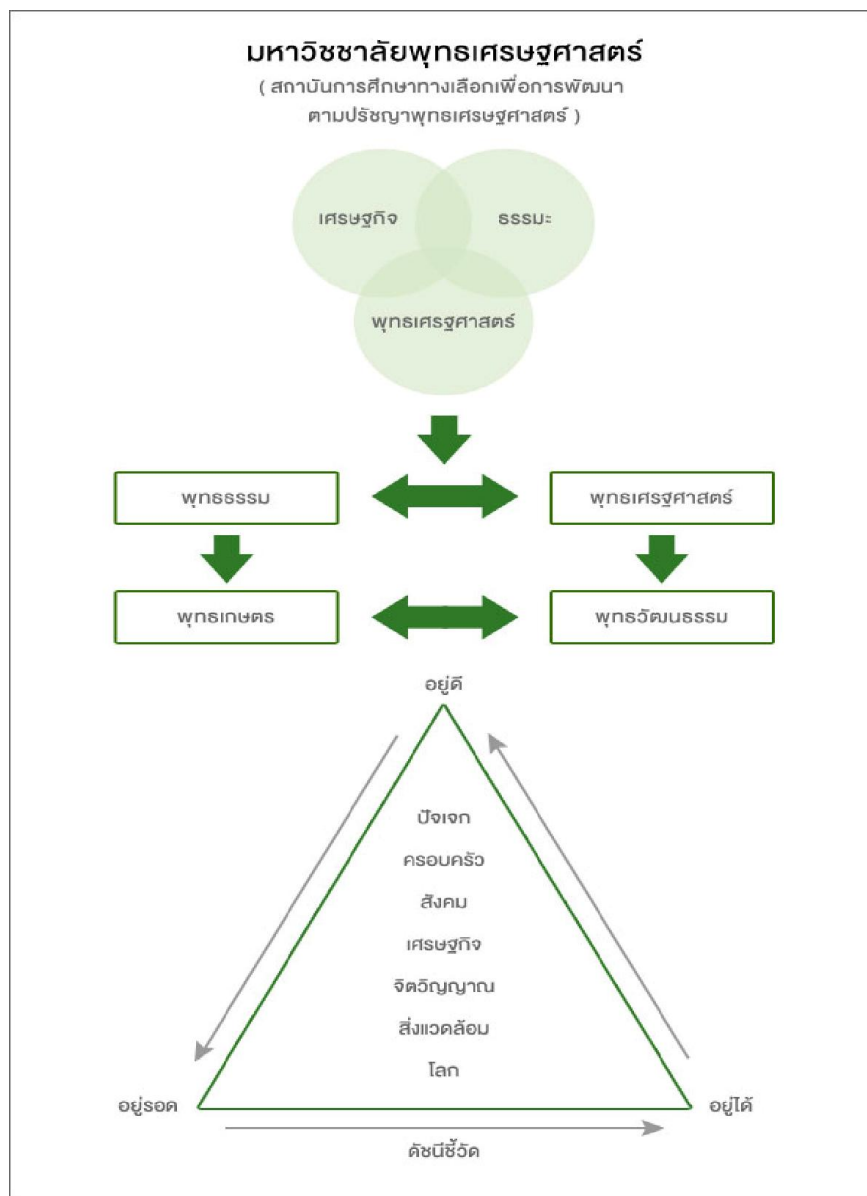 มหาวิชชาลัยพุทธเศรษฐศาสตร์
( สถาบันการศึกษาทางเลือกเพื่อการพัฒนา
ตามปรัชญาพุทธเศรษฐศาสตร์ )
เศรษฐกิจ
ธรรมะ
พุทธเศรฐศาสตร์
พุทธธรรม
พุทธเศรฐศาสตร์
พุทธเกษตร
พุทธวัฒนธรรม
อยู่ดี
ปัจเจก
ครอบครัว
สังคม
เศรษฐกิจ
จิตวิญญาณ
สิ่งแวดล้อม
โลก
อยู่รอด
อยู่ได้
ดัชนีชี้วัด